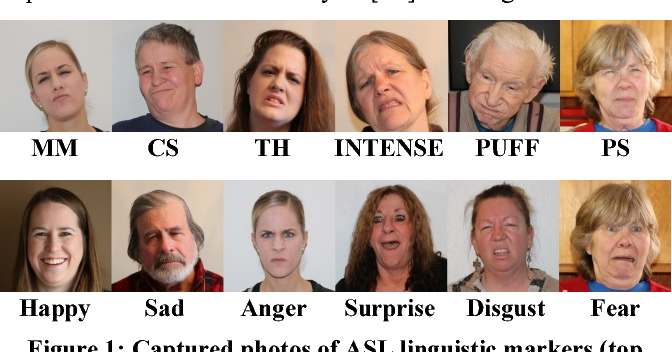 MM CS TH INTENSE PUFF PS
Happy Sad Anger Surprise Disgust Fear
Figure 1: Captured photos of ASL linguistic markers (top